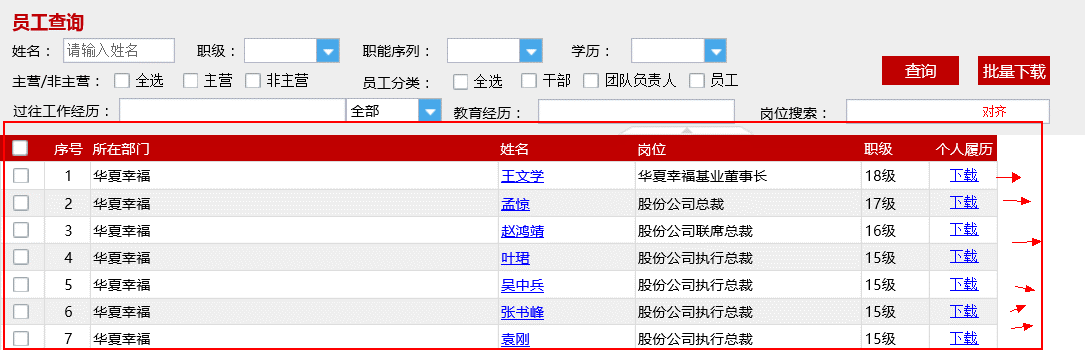 员工查询
姓名： 请输入姓名 职级： 职能序列： 学历：
主营/非主营： 全选 主营 非主营 员工分类： 全选 干部 团队负责人 员工 查询 批量下载
过往工作经历： 全部 教育经历： 岗位搜索： 对齐
序号 所在部门 姓名 岗位 职级 个人履历
1 华夏幸福 王文学 华夏幸福基业董事长 18级 下载
2 华夏幸福 孟惊 股份公司总裁 17级 下载
3 华夏幸福 赵鸿靖 股份公司联席总裁 16级 下载
4 华夏幸福 叶珺 股份公司执行总裁 15级 下载
5 华夏幸福 吴中兵 股份公司执行总裁 15级 下载
6 华夏幸福 张书峰 股份公司执行总裁 15级 下载
7 华夏幸福 袁刚 股份公司执行总裁 15级 下载